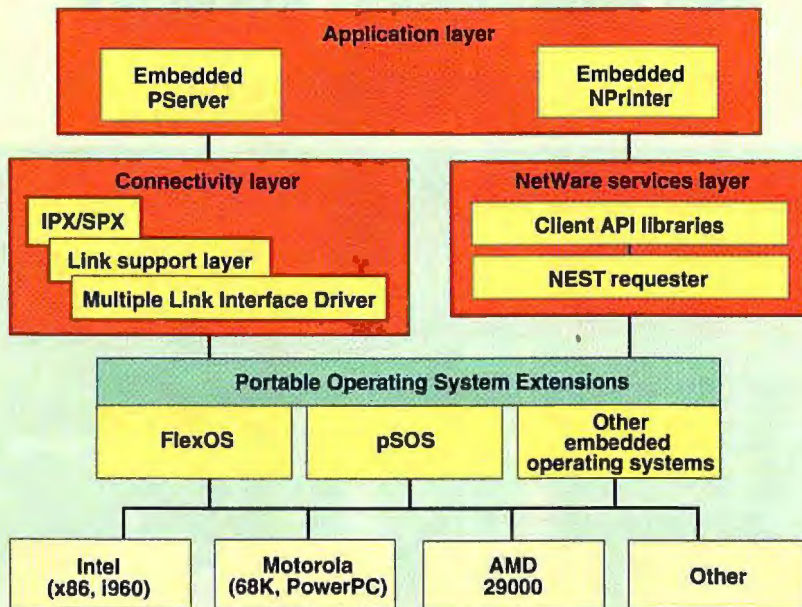 Application layer
Embedded
PServer
Embedded
NPrinter
Connectivity layer
IPX/SPX
Link support layer
Multiple Link Interface Driver
NetWare services layer
Client API libraries
NEST requester
Portable Operating System Extensions
FlexOS
pSOS
Other
embedded
operating systems
Intel
(x86, i960)
Motorola
(68K, PowerPC)
AMD
29000
Other